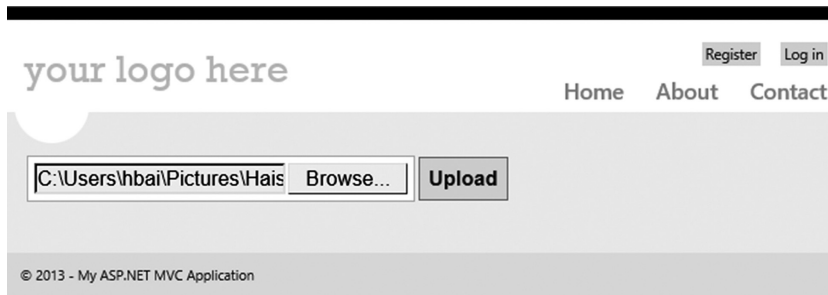 Register Log in
your logo here
Home About Contact
C:\Users\hbai\Pictures\Hais Browse... Upload
© 2013 - My ASP.NET MVC Application